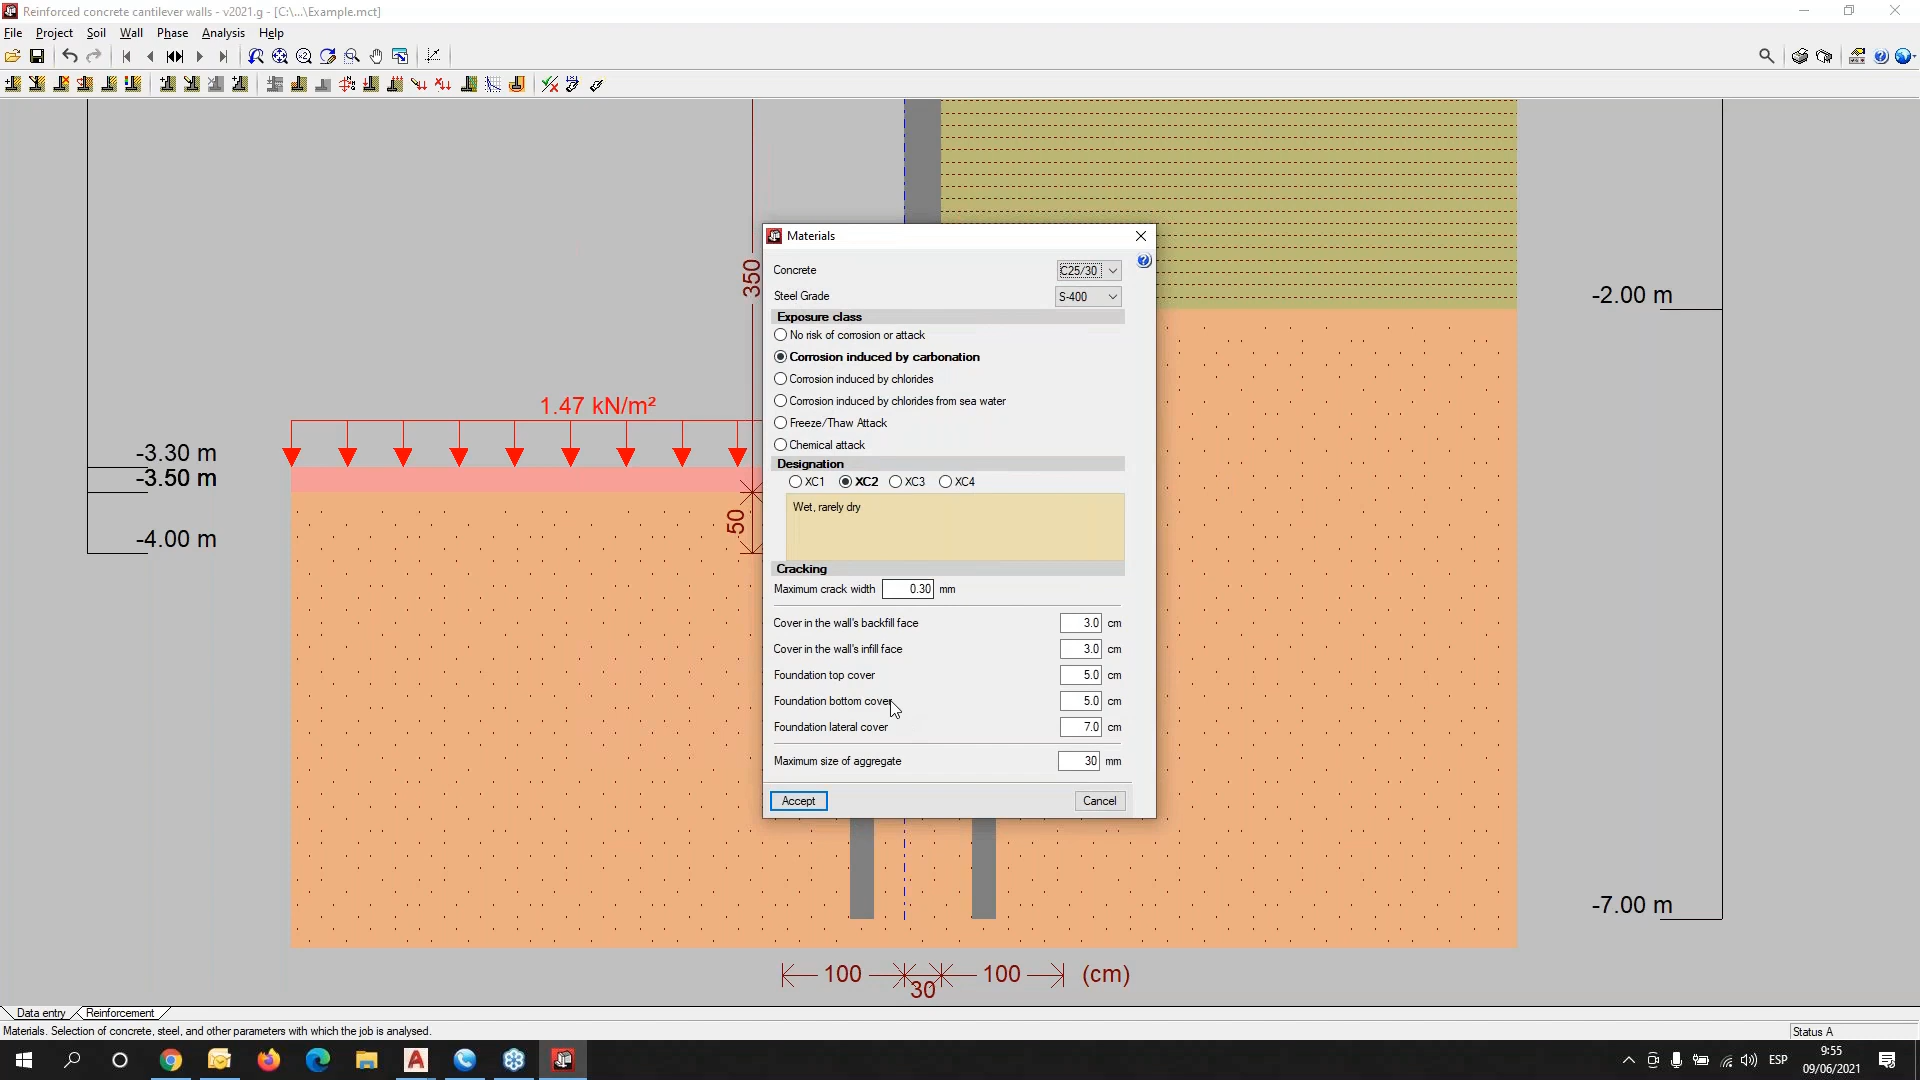 Reinforced concrete cantilever walls - v2021.g - [C:\...\Example.mct]
File Project Soil Wall Phase Analysis Help
350
1.47 kN/m²
-3.30 m
-3.50 m
-4.00 m
50
-2.00 m
-7.00 m
Materials
Concrete C25/30
Steel Grade S-400
Exposure class
No risk of corrosion or attack
Corrosion induced by carbonation
Corrosion induced by chlorides
Corrosion induced by chlorides from sea water
Freeze/Thaw Attack
Chemical attack
Designation
XC1 XC2 XC3 XC4
Wet, rarely dry
Cracking
Maximum crack width 0.30 mm
Cover in the wall's backfill face 3.0 cm
Cover in the wall's infill face 3.0 cm
Foundation top cover 5.0 cm
Foundation bottom cover 5.0 cm
Foundation lateral cover 7.0 cm
Maximum size of aggregate 30 mm
Accept Cancel
100 30 100 (cm)
Data entry Reinforcement
Materials. Selection of concrete, steel, and other parameters with which the job is analysed.
Status A
ESP
9:55
09/06/2021